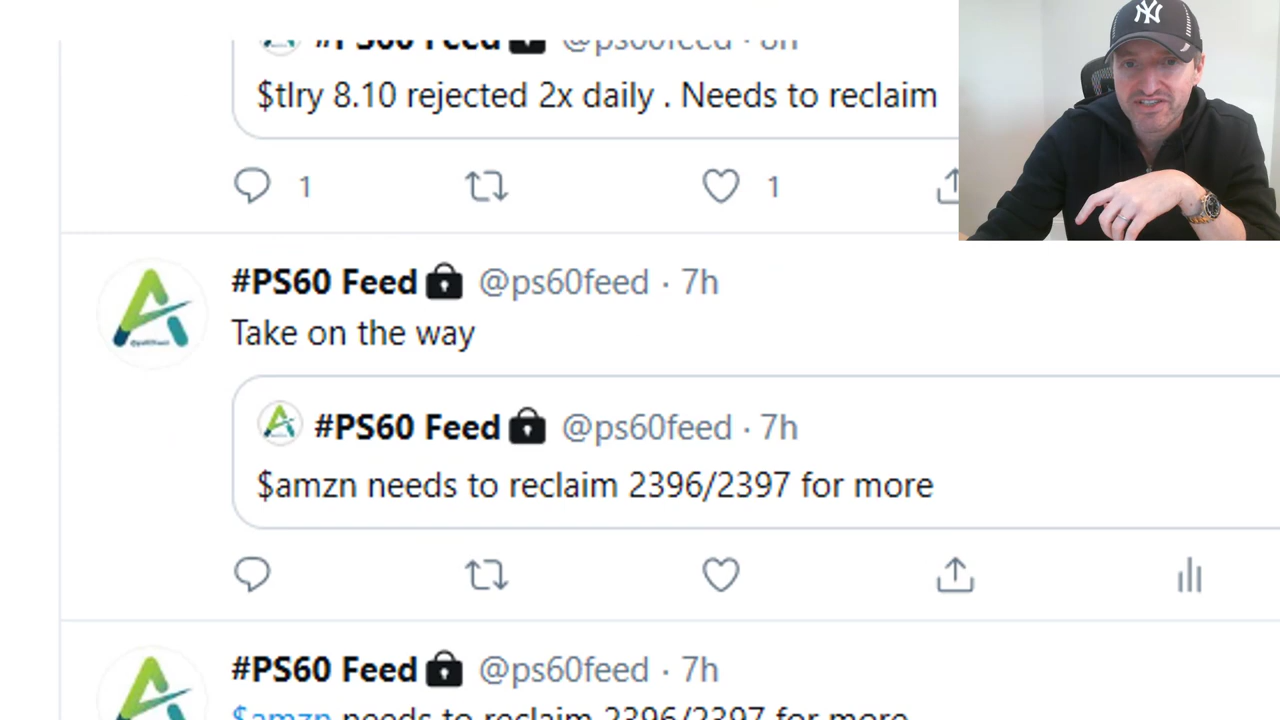 #PS60 Feed @ps60feed · 8h
$tlry 8.10 rejected 2x daily . Needs to reclaim
1
1
#PS60 Feed @ps60feed · 7h
Take on the way
#PS60 Feed @ps60feed · 7h
$amzn needs to reclaim 2396/2397 for more
#PS60 Feed @ps60feed · 7h
$amzn needs to reclaim 2396/2397 for more
NY